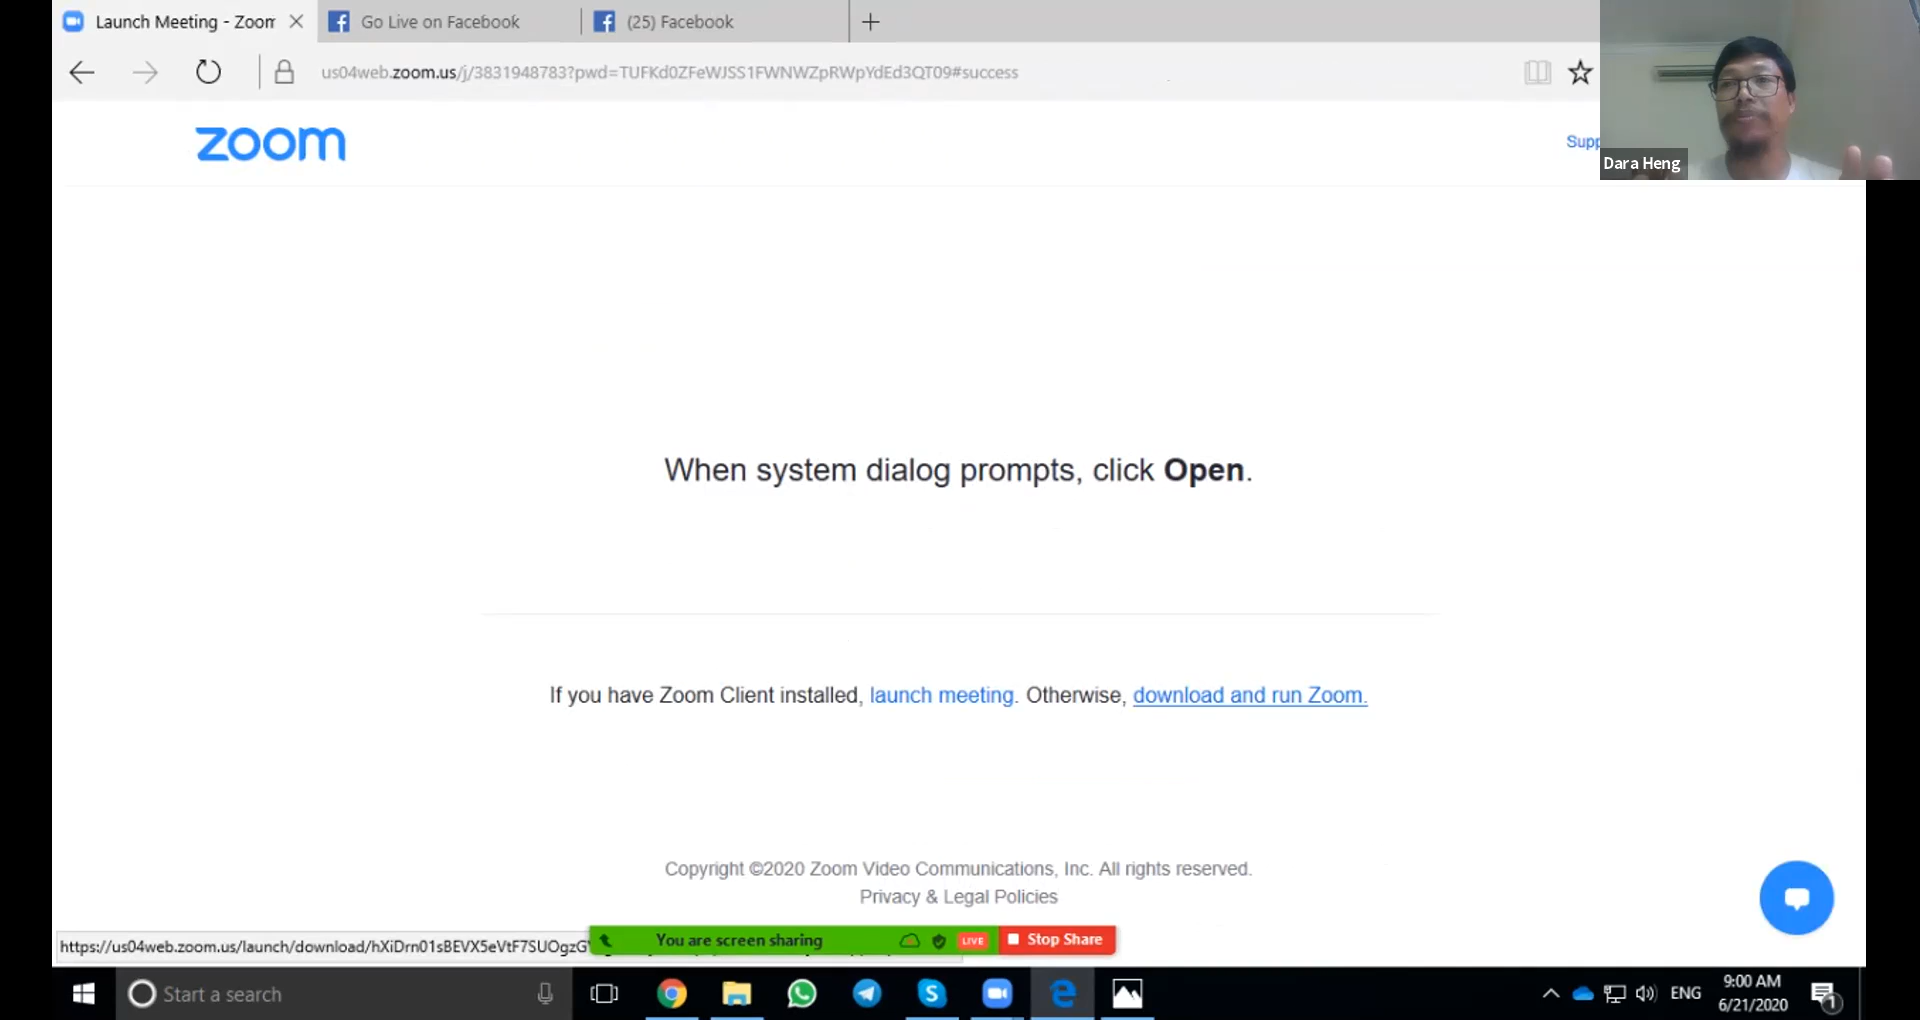 Launch Meeting - Zoom
Go Live on Facebook
(25) Facebook
us04web.zoom.us/j/3831948783?pwd=TUFKd0ZFeWJSS1FWNWZpRWpYdEd3QT09#success
zoom
Supp
Dara Heng
When system dialog prompts, click Open.
If you have Zoom Client installed, launch meeting. Otherwise, download and run Zoom.
Copyright ©2020 Zoom Video Communications, Inc. All rights reserved.
Privacy & Legal Policies
https://us04web.zoom.us/launch/download/hXiDrn01sBEVX5eVtF7SUOgzG
You are screen sharing LIVE Stop Share
Start a search
ENG
9:00 AM
6/21/2020
1